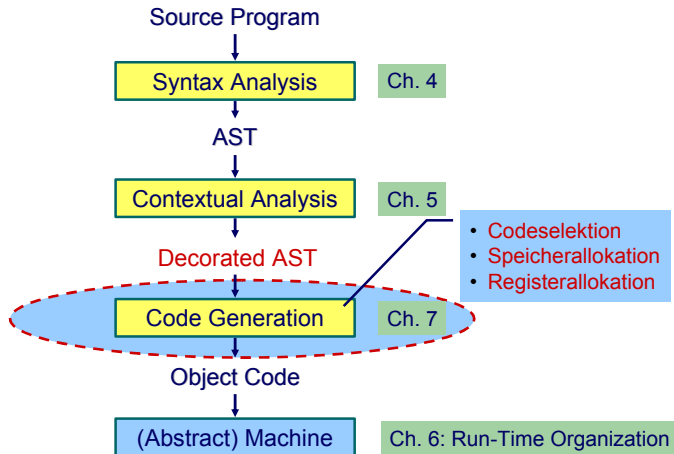 Source Program
Syntax Analysis
Ch. 4
AST
Contextual Analysis
Ch. 5
Decorated AST
• Codeselektion
• Speicherallokation
• Registerallokation
Code Generation
Ch. 7
Object Code
(Abstract) Machine
Ch. 6: Run-Time Organization